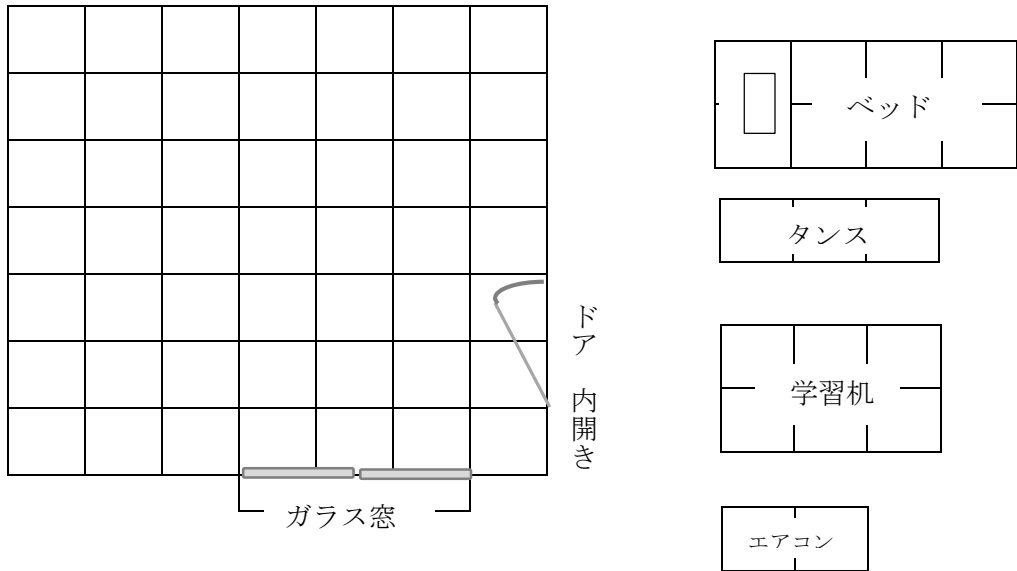 ベッド
タンス
ドア 内開き
学習机
ガラス窓
エアコン